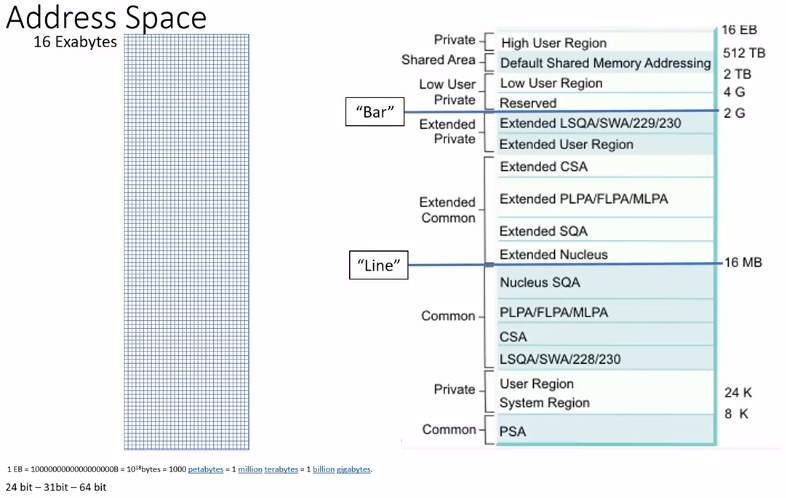 Address Space
16 Exabytes
16 EB
Private
High User Region
512 TB
Shared Area
Default Shared Memory Addressing
2 TB
Low User
Private
Low User Region
4 G
Reserved
"Bar"
2 G
Extended
Private
Extended LSQA/SWA/229/230
Extended User Region
Extended
Common
Extended CSA
Extended PLPA/FLPA/MLPA
Extended SQA
Extended Nucleus
"Line"
16 MB
Common
Nucleus SQA
PLPA/FLPA/MLPA
CSA
LSQA/SWA/228/230
Private
User Region
System Region
24 K
8 K
Common
PSA
1 EB = 1000000000000000000B = 10¹⁸bytes = 1000 petabytes = 1 million terabytes = 1 billion gigabytes.
24 bit – 31bit – 64 bit